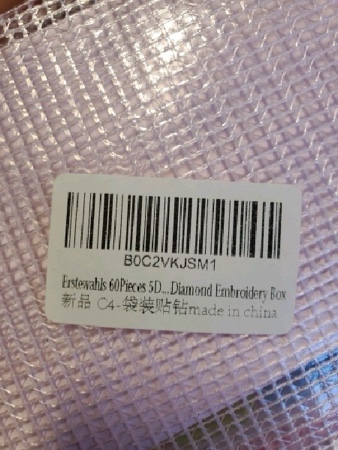 B0C2VKJSM1
Erstewahls 60Pieces 5D...Diamond Embroidery Box
新品 C4-袋装贴钻made in china